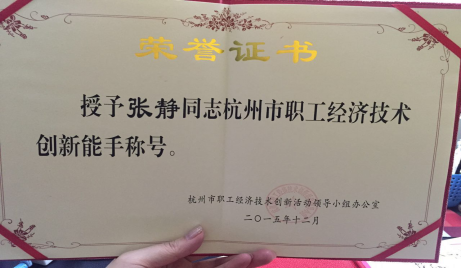 荣誉证书
授予张静同志杭州市职工经济技术
创新能手称号。
杭州市职工经济技术创新活动领导小组办公室
二〇一五年十二月